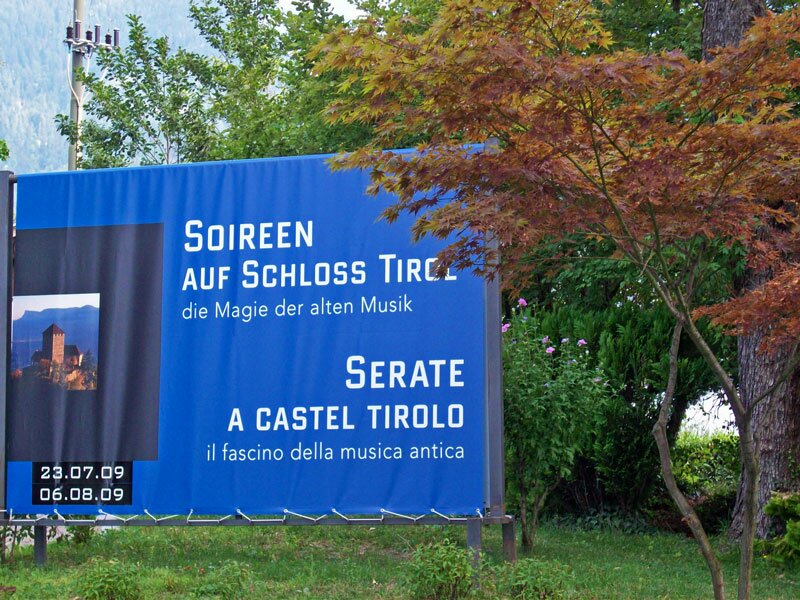 SOIREEN
AUF SCHLOSS TIROL
die Magie der alten Musik
SERATE
A CASTEL TIROLO
il fascino della musica antica
23.07.09
06.08.09